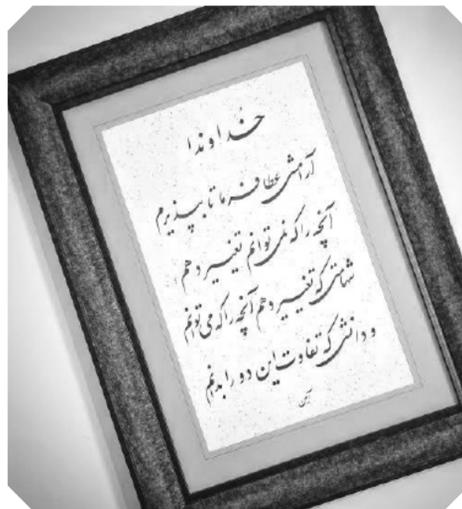 خداوندا
آرامشی عطا فرما تا بپذیرم
آنچه را که نمی توانم تغییر دهم
شهامتی که تغییر دهم آنچه را که می توانم
و دانشی که تفاوت این دو را بدانم
آمین